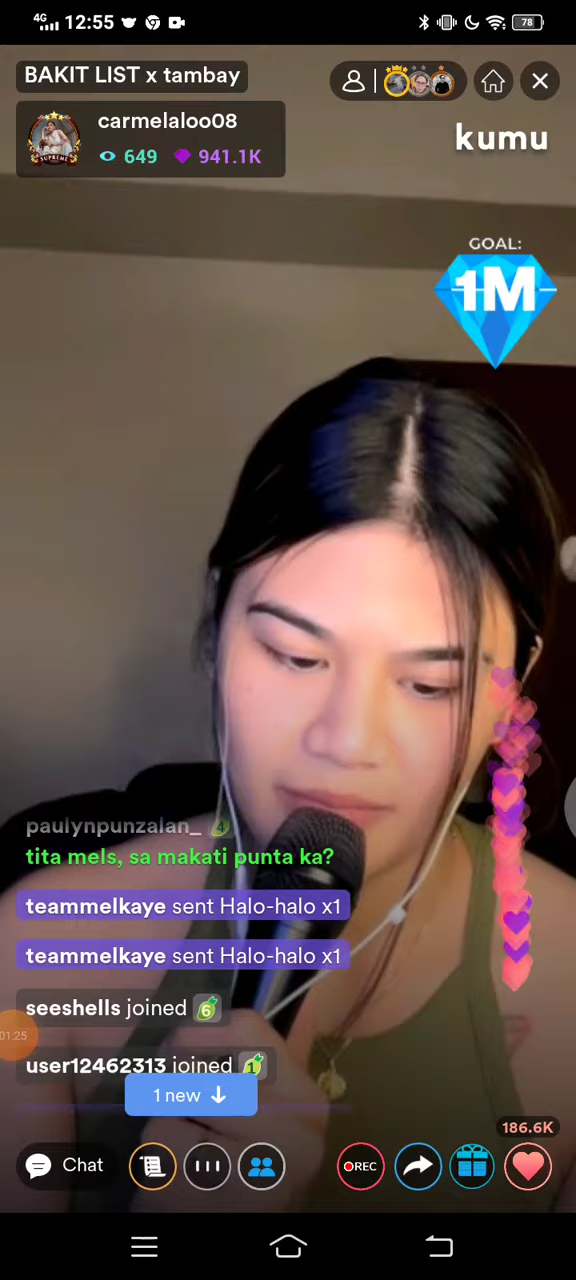 4G 12:55 78
BAKIT LIST x tambay
carmelaloo08
649 941.1K
SUPREME
kumu
GOAL:
1M
paulynpunzalan_ 4
tita mels, sa makati punta ka?
teammelkaye sent Halo-halo x1
teammelkaye sent Halo-halo x1
seeshells joined 6
01:25
user12462313 joined 1
1 new
186.6K
Chat
REC